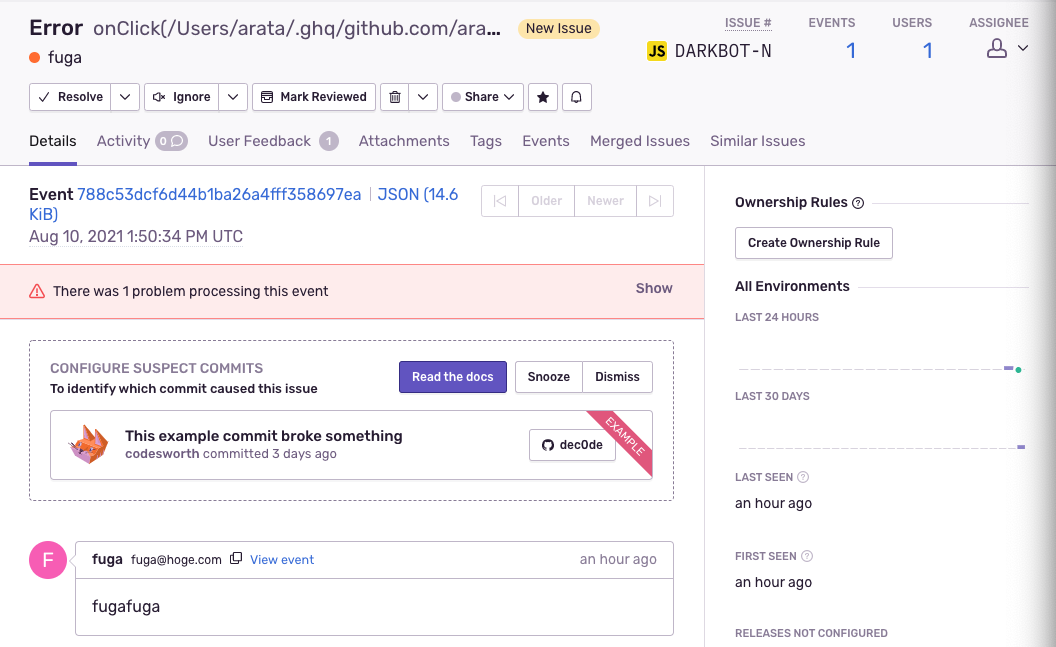 Error onClick(/Users/arata/.ghq/github.com/ara... New Issue
fuga
ISSUE # EVENTS USERS ASSIGNEE
JS DARKBOT-N 1 1
Resolve Ignore Mark Reviewed Share
Details Activity 0 User Feedback 1 Attachments Tags Events Merged Issues Similar Issues
Event 788c53dcf6d44b1ba26a4fff358697ea JSON (14.6
KiB)
Aug 10, 2021 1:50:34 PM UTC
Older Newer
There was 1 problem processing this event Show
CONFIGURE SUSPECT COMMITS
To identify which commit caused this issue
Read the docs Snooze Dismiss
This example commit broke something
codesworth committed 3 days ago
dec0de
EXAMPLE
F
fuga fuga@hoge.com View event an hour ago
fugafuga
Ownership Rules ?
Create Ownership Rule
All Environments
LAST 24 HOURS
LAST 30 DAYS
LAST SEEN ?
an hour ago
FIRST SEEN ?
an hour ago
RELEASES NOT CONFIGURED